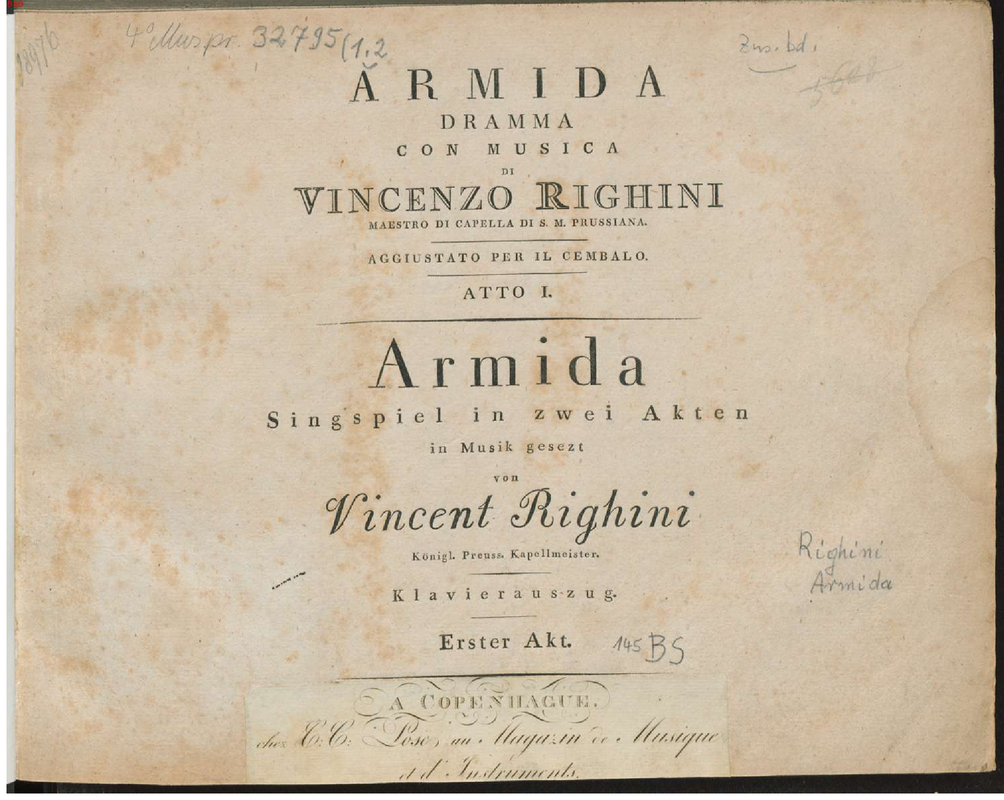 4° Mus.pr. 32795(1,2
Zus. bd.
ARMIDA
DRAMMA
CON MUSICA
DI
VINCENZO RIGHINI
MAESTRO DI CAPELLA DI S. M. PRUSSIANA.
AGGIUSTATO PER IL CEMBALO.
ATTO I.
Armida
Singspiel in zwei Akten
in Musik gesezt
von
Vincent Righini
Königl. Preuss. Kapellmeister.
Righini
Armida
Klavierauszug.
Erster Akt.
145 BS
A COPENHAGUE.
chez C: C: Lose, au Magazin de Musique
et d'Instruments.